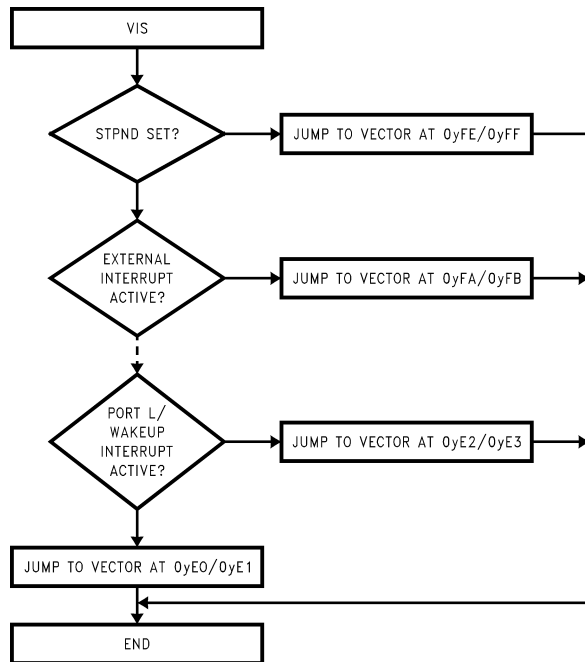 VIS
STPND SET?
JUMP TO VECTOR AT 0yFE/0yFF
EXTERNAL
INTERRUPT
ACTIVE?
JUMP TO VECTOR AT 0yFA/0yFB
PORT L/
WAKEUP
INTERRUPT
ACTIVE?
JUMP TO VECTOR AT 0yE2/0yE3
JUMP TO VECTOR AT 0yE0/0yE1
END